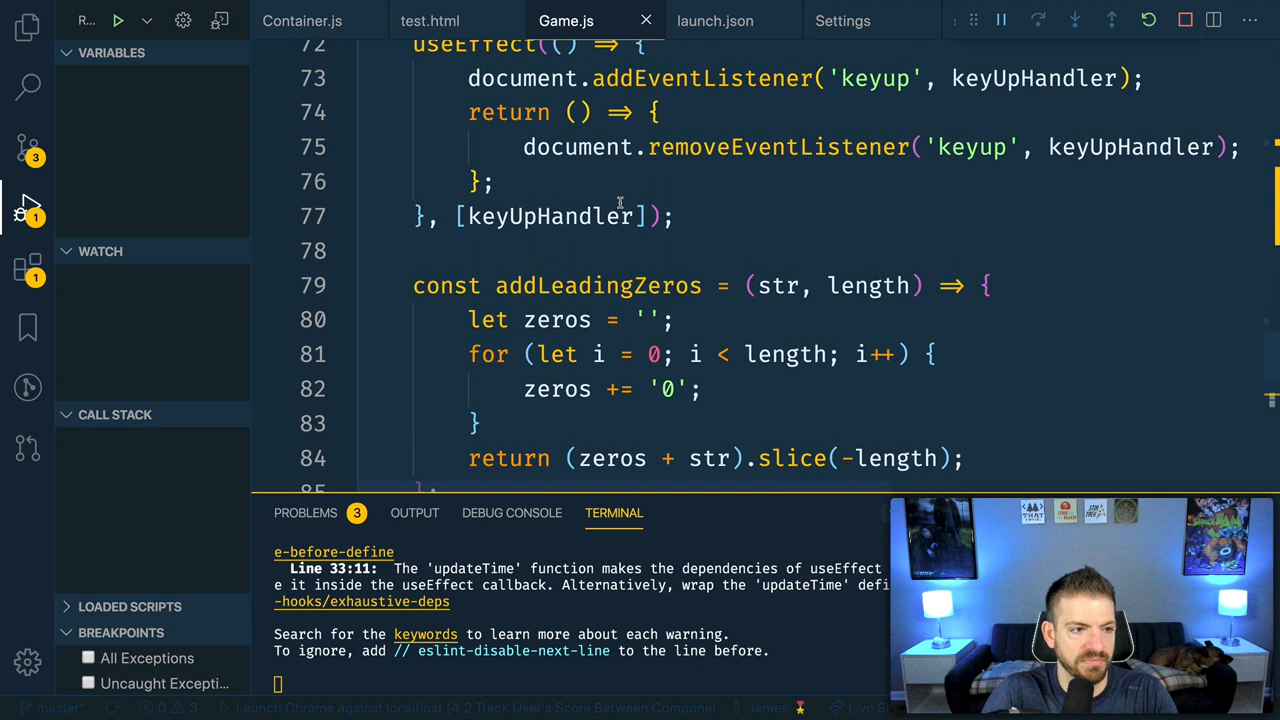 R...
Container.js
test.html
Game.js
launch.json
Settings
VARIABLES
WATCH
CALL STACK
LOADED SCRIPTS
BREAKPOINTS
All Exceptions
Uncaught Excepti...
3
1
1
72 useEffect(() => {
73 document.addEventListener('keyup', keyUpHandler);
74 return () => {
75 document.removeEventListener('keyup', keyUpHandler);
76 };
77 }, [keyUpHandler]);
78
79 const addLeadingZeros = (str, length) => {
80 let zeros = '';
81 for (let i = 0; i < length; i++) {
82 zeros += '0';
83 }
84 return (zeros + str).slice(-length);
85 };
PROBLEMS 3 OUTPUT DEBUG CONSOLE TERMINAL
e-before-define
Line 33:11: The 'updateTime' function makes the dependencies of useEffect
e it inside the useEffect callback. Alternatively, wrap the 'updateTime' defi
-hooks/exhaustive-deps
Search for the keywords to learn more about each warning.
To ignore, add // eslint-disable-next-line to the line before.
master* 0 3 Launch Chrome against localhost (4.2 Track User's Score Between Componer James Live S